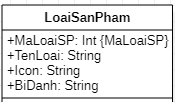 LoaiSanPham
+MaLoaiSP: Int {MaLoaiSP}
+TenLoai: String
+Icon: String
+BiDanh: String